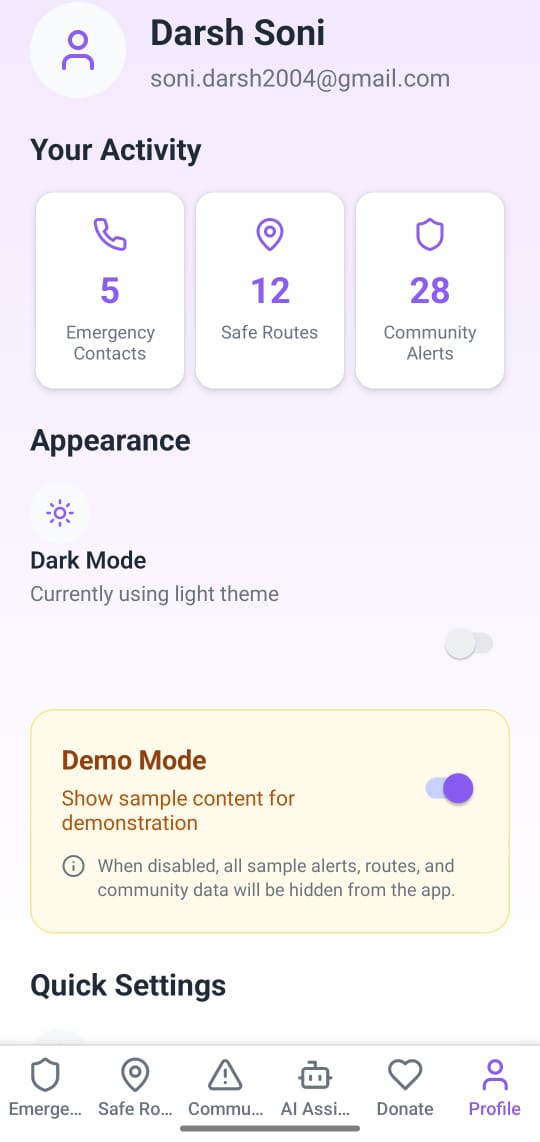 Darsh Soni
soni.darsh2004@gmail.com
Your Activity
5
Emergency
Contacts
12
Safe Routes
28
Community
Alerts
Appearance
Dark Mode
Currently using light theme
Demo Mode
Show sample content for
demonstration
When disabled, all sample alerts, routes, and
community data will be hidden from the app.
Quick Settings
Emerge...
Safe Ro...
Commu...
AI Assi...
Donate
Profile